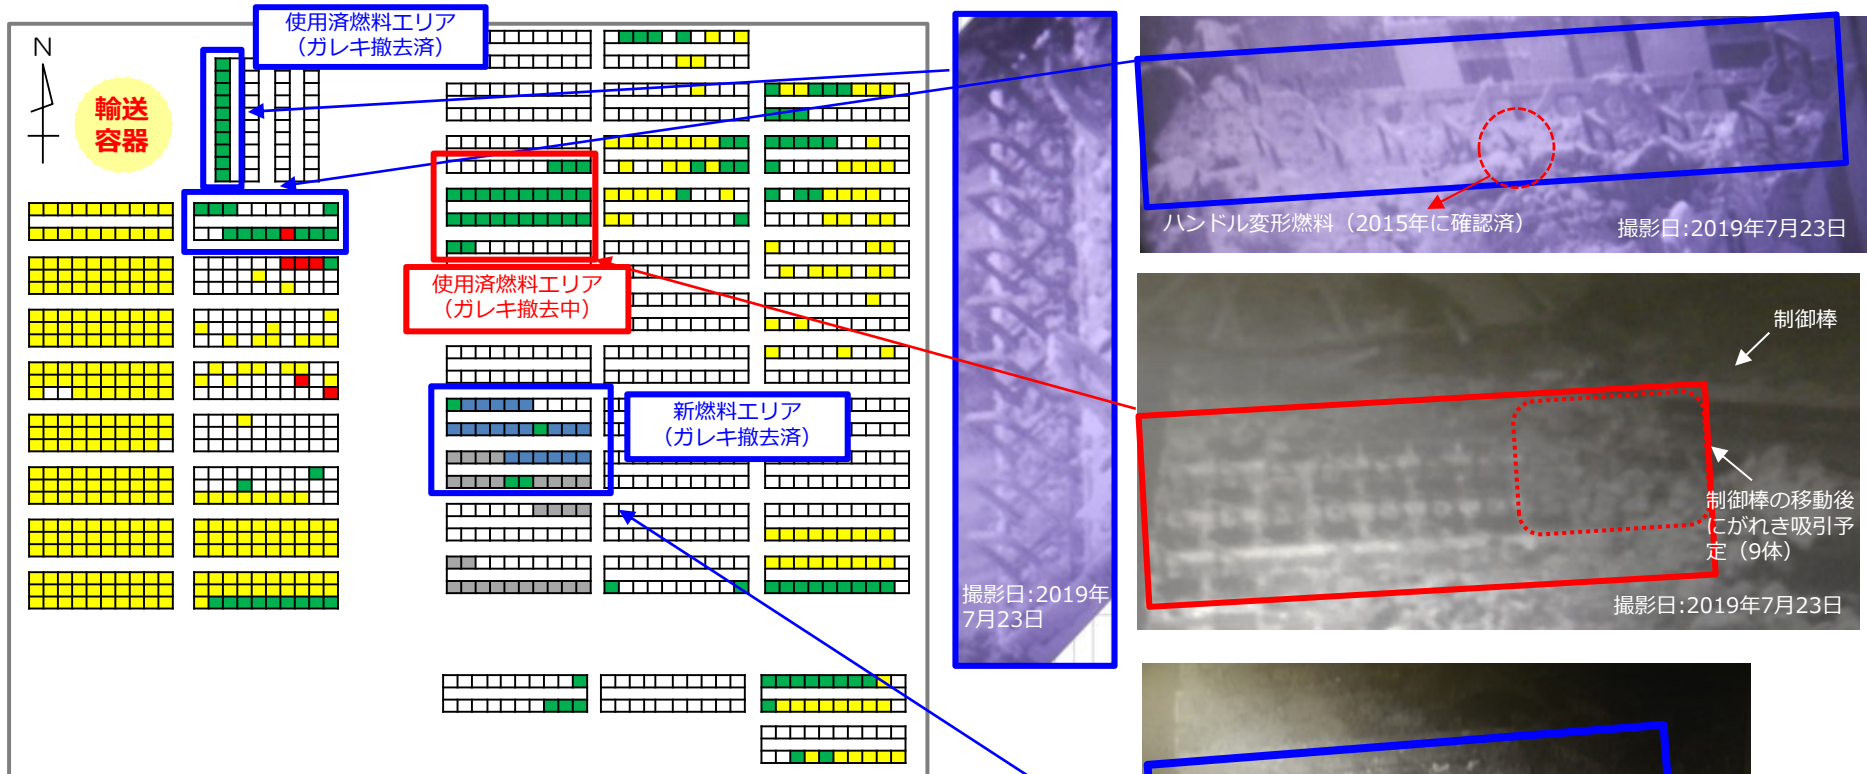 使用済燃料エリア
（ガレキ撤去済）
N
輸送
容器
使用済燃料エリア
（ガレキ撤去中）
新燃料エリア
（ガレキ撤去済）
撮影日:2019年
7月23日
ハンドル変形燃料（2015年に確認済）
撮影日:2019年7月23日
制御棒
制御棒の移動後
にがれき吸引予
定（9体）
撮影日:2019年7月23日